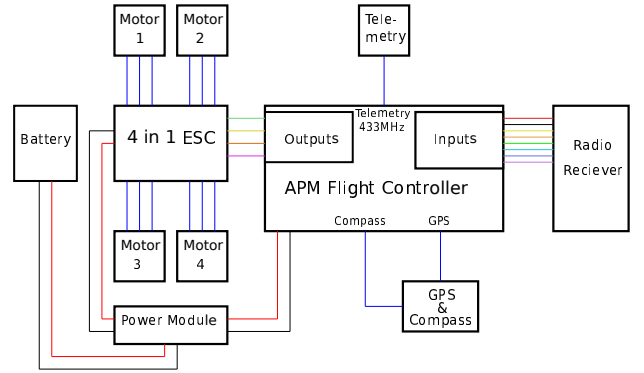 Motor
1
Motor
2
Tele-
metry
Battery
4 in 1 ESC
Outputs
Telemetry
433MHz
Inputs
APM Flight Controller
Compass
GPS
Radio
Reciever
Motor
3
Motor
4
GPS
&
Compass
Power Module